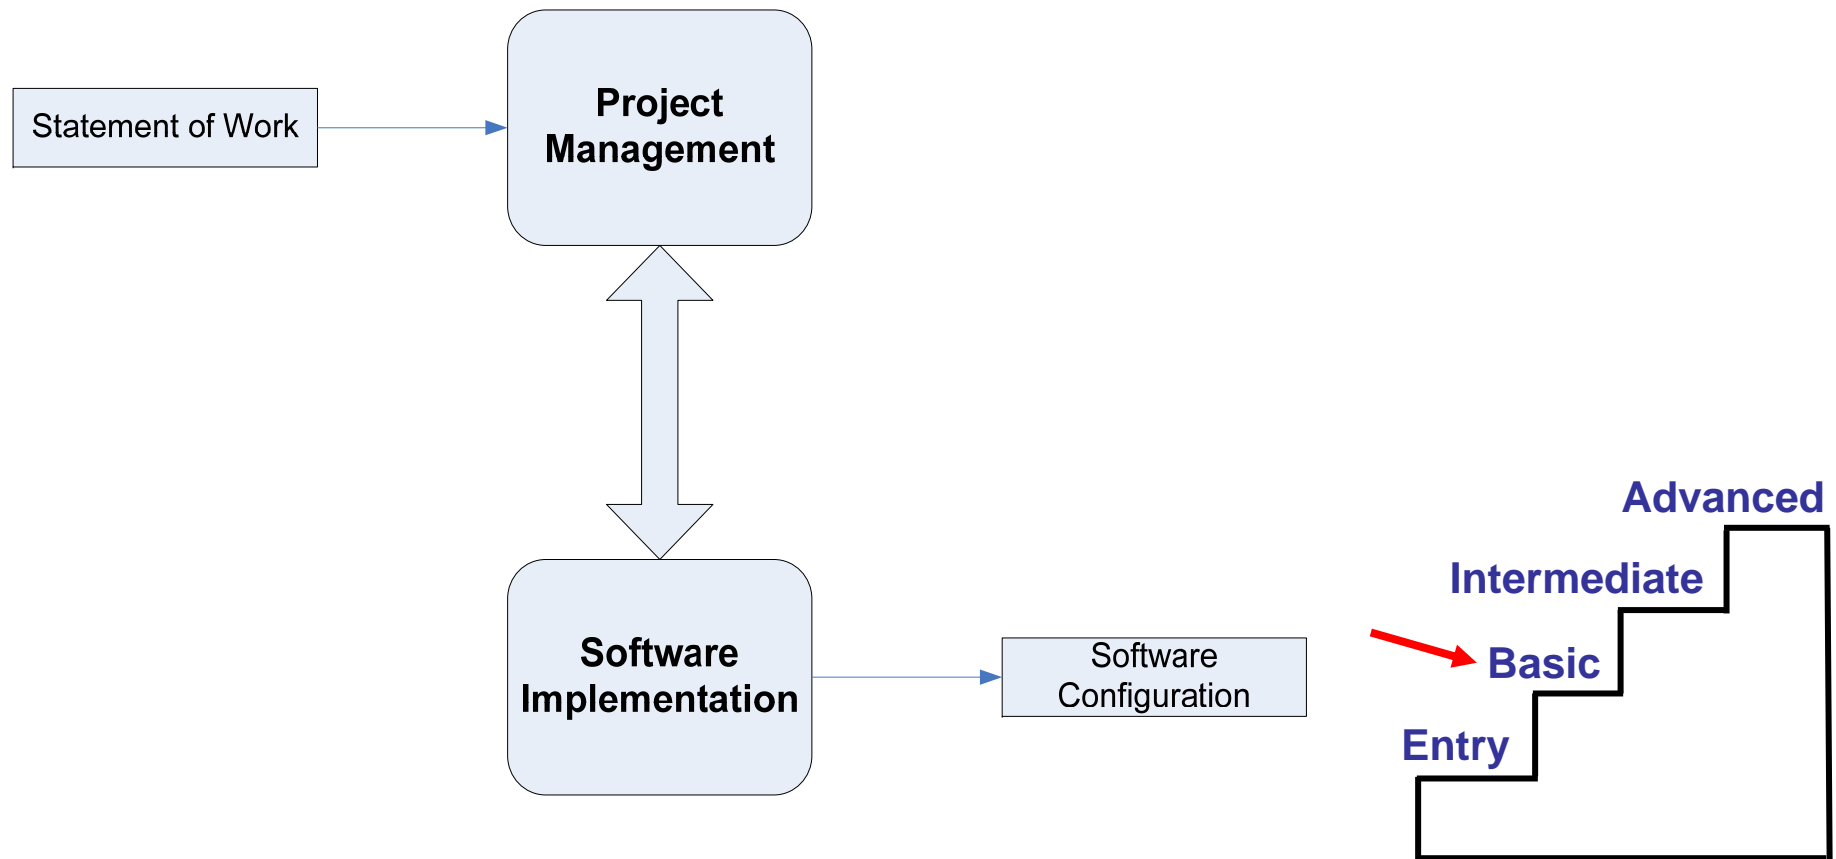 Statement of Work
Project
Management
Software
Implementation
Software
Configuration
Advanced
Intermediate
Basic
Entry